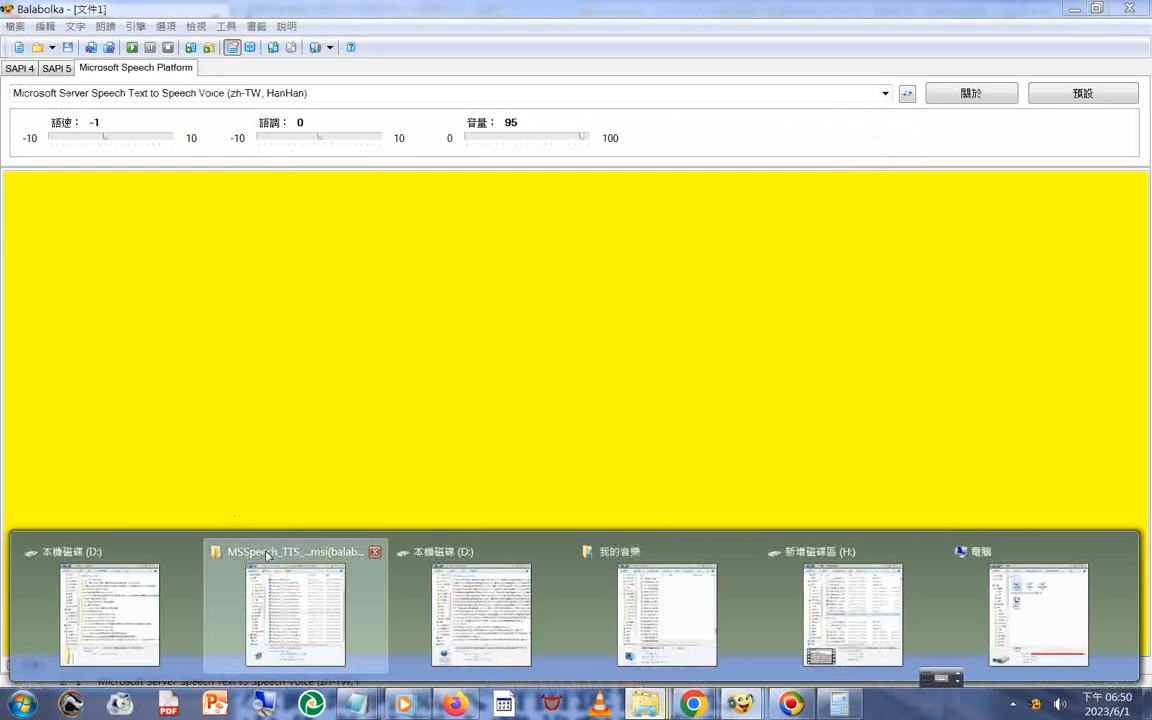 Balabolka - [文件1]
檔案 編輯 文字 朗讀 引擎 選項 檢視 工具 書籤 說明
SAPI 4 SAPI 5 Microsoft Speech Platform
Microsoft Server Speech Text to Speech Voice (zh-TW, HanHan) 關於 預設
語速： -1 語調： 0 音量： 95
-10 10 -10 10 0 100
本機磁碟 (D:) MSSpeech_TTS_...msi(balab... 本機磁碟 (D:) 我的音樂 新增磁碟區 (H:) 電腦
Microsoft Server Speech Text to Speech Voice (zh-TW, H
PDF
下午 06:50
2023/6/1